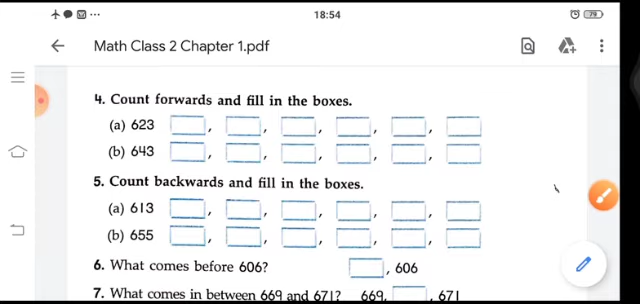 18:54
79
Math Class 2 Chapter 1.pdf
4. Count forwards and fill in the boxes.
(a) 623 , , , , ,
(b) 643 , , , , ,
5. Count backwards and fill in the boxes.
(a) 613 , , , , ,
(b) 655 , , , , ,
6. What comes before 606? , 606
7. What comes in between 669 and 671? 669, , 671